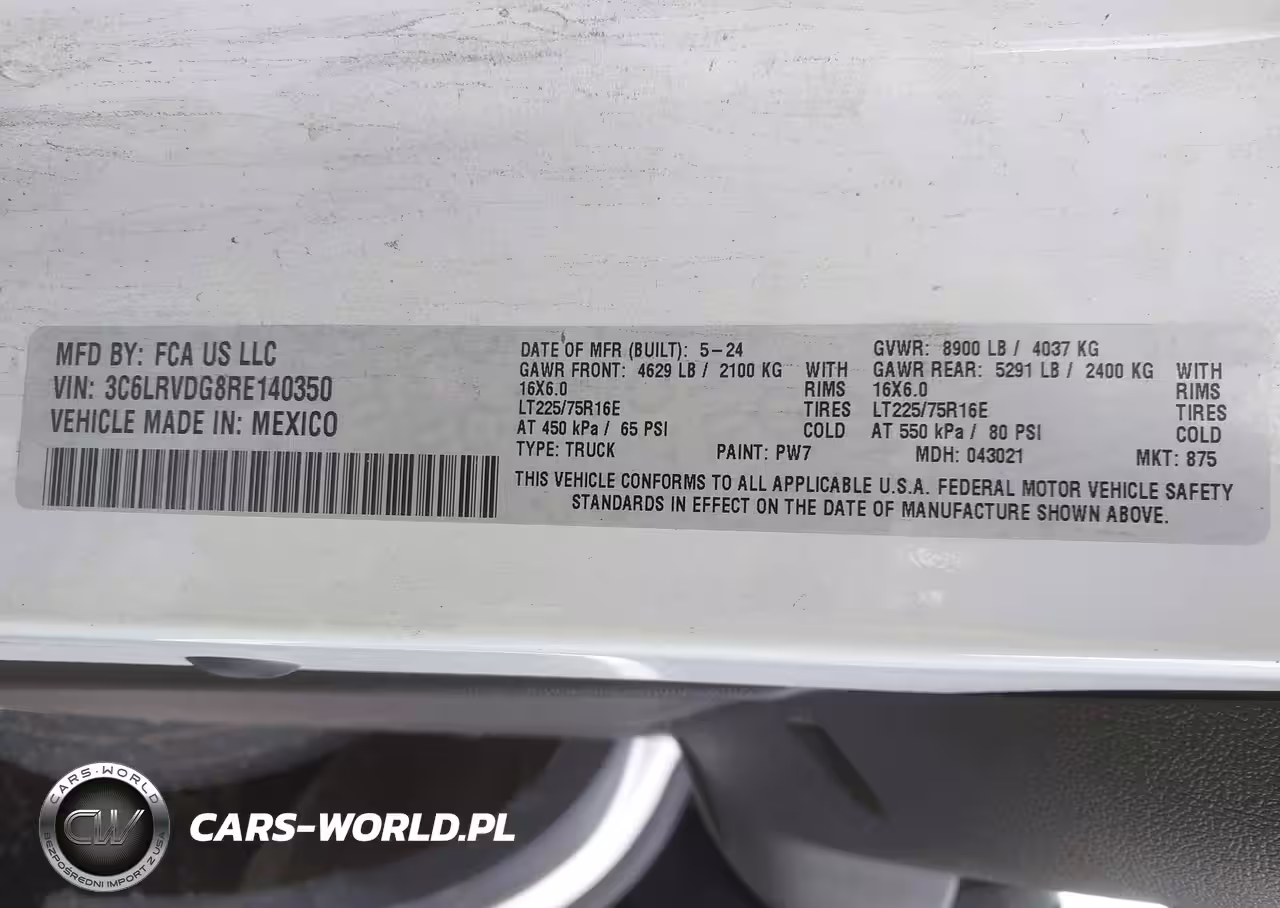 MFD BY: FCA US LLC
VIN: 3C6LRVDG8RE140350
VEHICLE MADE IN: MEXICO
DATE OF MFR (BUILT): 5-24
GVWR: 8900 LB / 4037 KG
GAWR FRONT: 4629 LB / 2100 KG WITH
16X6.0 RIMS
LT225/75R16E TIRES
AT 450 kPa / 65 PSI COLD
GAWR REAR: 5291 LB / 2400 KG WITH
16X6.0 RIMS
LT225/75R16E TIRES
AT 550 kPa / 80 PSI COLD
TYPE: TRUCK PAINT: PW7 MDH: 043021 MKT: 875
THIS VEHICLE CONFORMS TO ALL APPLICABLE U.S.A. FEDERAL MOTOR VEHICLE SAFETY
STANDARDS IN EFFECT ON THE DATE OF MANUFACTURE SHOWN ABOVE.
CARS-WORLD
CW
BEZPOŚREDNI IMPORT Z USA
CARS-WORLD.PL